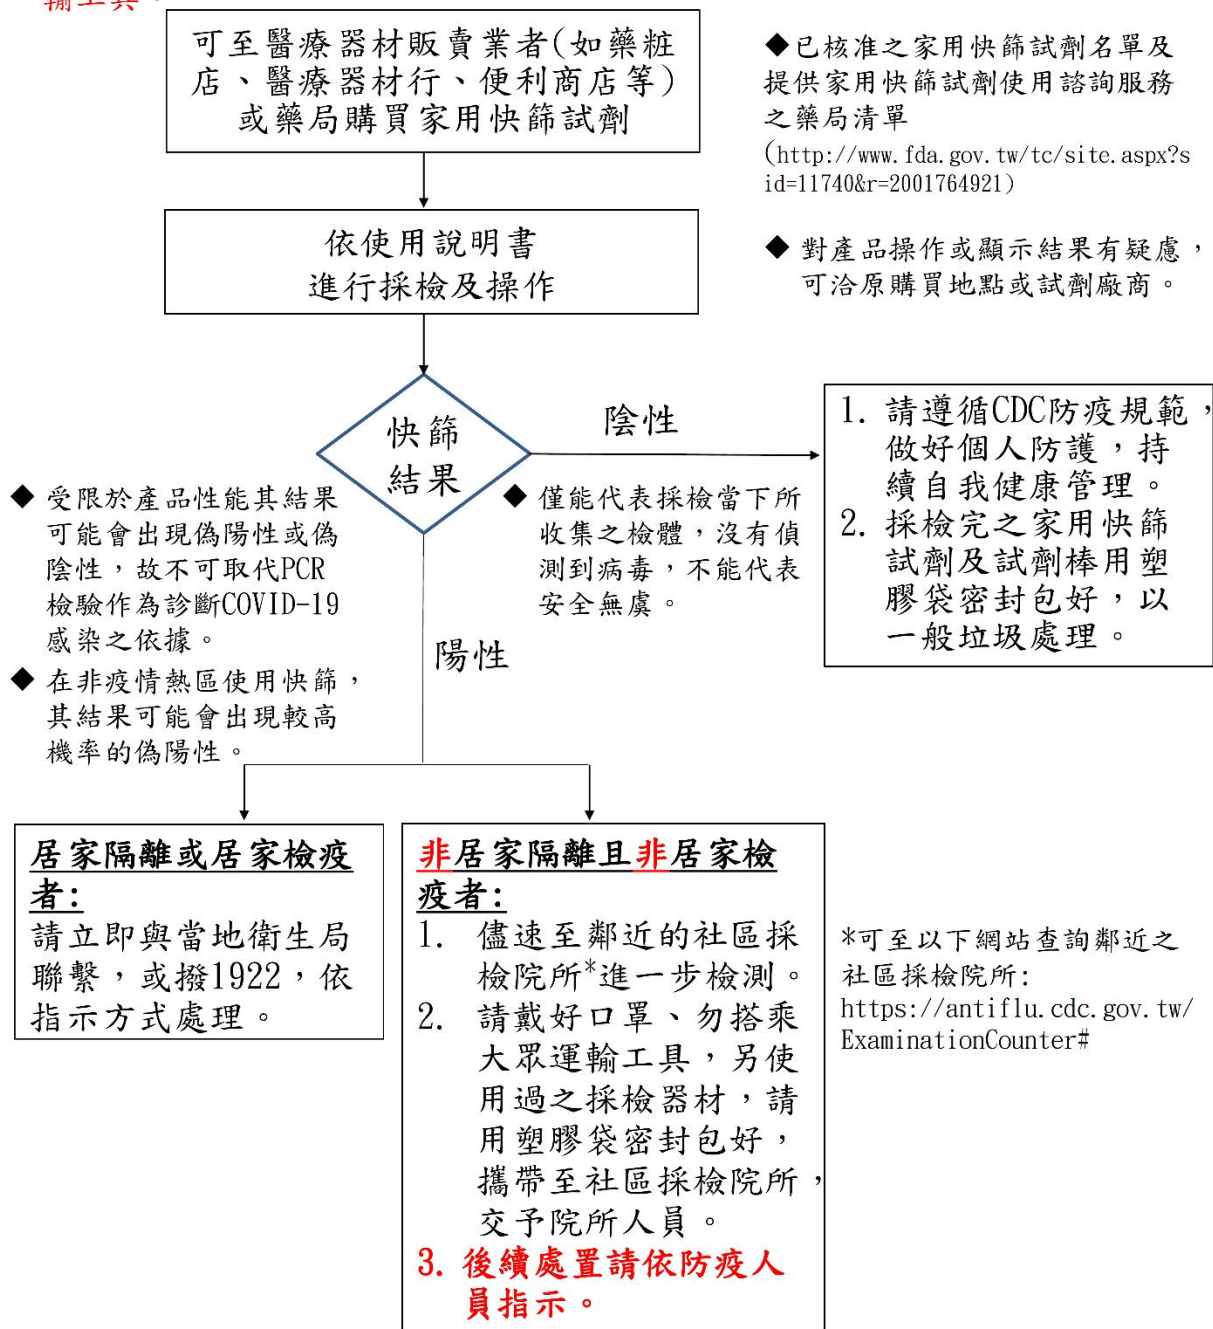 輸工具。
可至醫療器材販賣業者(如藥粧
店、醫療器材行、便利商店等)
或藥局購買家用快篩試劑
◆已核准之家用快篩試劑名單及
提供家用快篩試劑使用諮詢服務
之藥局清單
(http://www.fda.gov.tw/tc/site.aspx?s
id=11740&r=2001764921)
依使用說明書
進行採檢及操作
◆ 對產品操作或顯示結果有疑慮，
可洽原購買地點或試劑廠商。
快篩
結果
陰性
1. 請遵循CDC防疫規範，
做好個人防護，持
續自我健康管理。
2. 採檢完之家用快篩
試劑及試劑棒用塑
膠袋密封包好，以
一般垃圾處理。
◆ 受限於產品性能其結果
可能會出現偽陽性或偽
陰性，故不可取代PCR
檢驗作為診斷COVID-19
感染之依據。
◆ 在非疫情熱區使用快篩，
其結果可能會出現較高
機率的偽陽性。
◆ 僅能代表採檢當下所
收集之檢體，沒有偵
測到病毒，不能代表
安全無虞。
陽性
居家隔離或居家檢疫
者:
請立即與當地衛生局
聯繫，或撥1922，依
指示方式處理。
非居家隔離且非居家檢
疫者:
1. 儘速至鄰近的社區採
檢院所*進一步檢測。
2. 請戴好口罩、勿搭乘
大眾運輸工具，另使
用過之採檢器材，請
用塑膠袋密封包好，
攜帶至社區採檢院所，
交予院所人員。
3. 後續處置請依防疫人
員指示。
*可至以下網站查詢鄰近之
社區採檢院所:
https://antiflu.cdc.gov.tw/
ExaminationCounter#